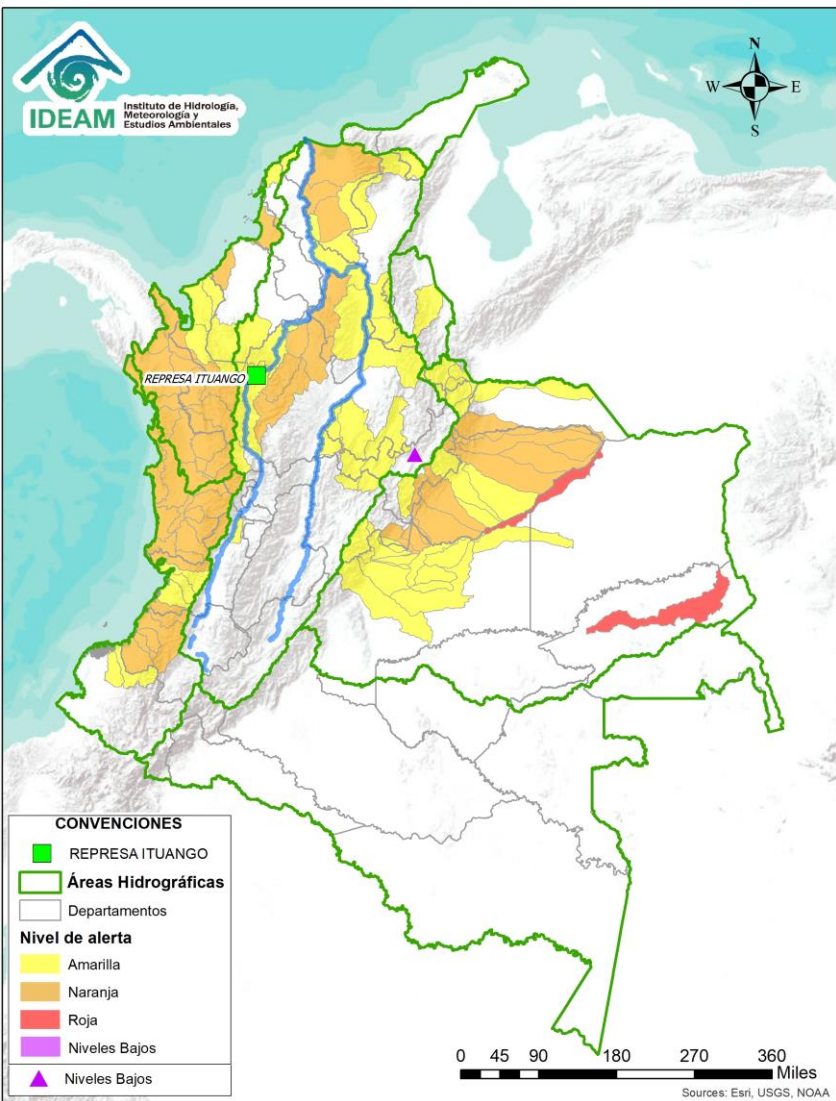 IDEAM
Instituto de Hidrología,
Meteorología y
Estudios Ambientales
N
W
E
S
REPRESA ITUANGO
CONVENCIONES
REPRESA ITUANGO
Áreas Hidrográficas
Departamentos
Nivel de alerta
Amarilla
Naranja
Roja
Niveles Bajos
Niveles Bajos
0 45 90 180 270 360
Miles
Sources: Esri, USGS, NOAA